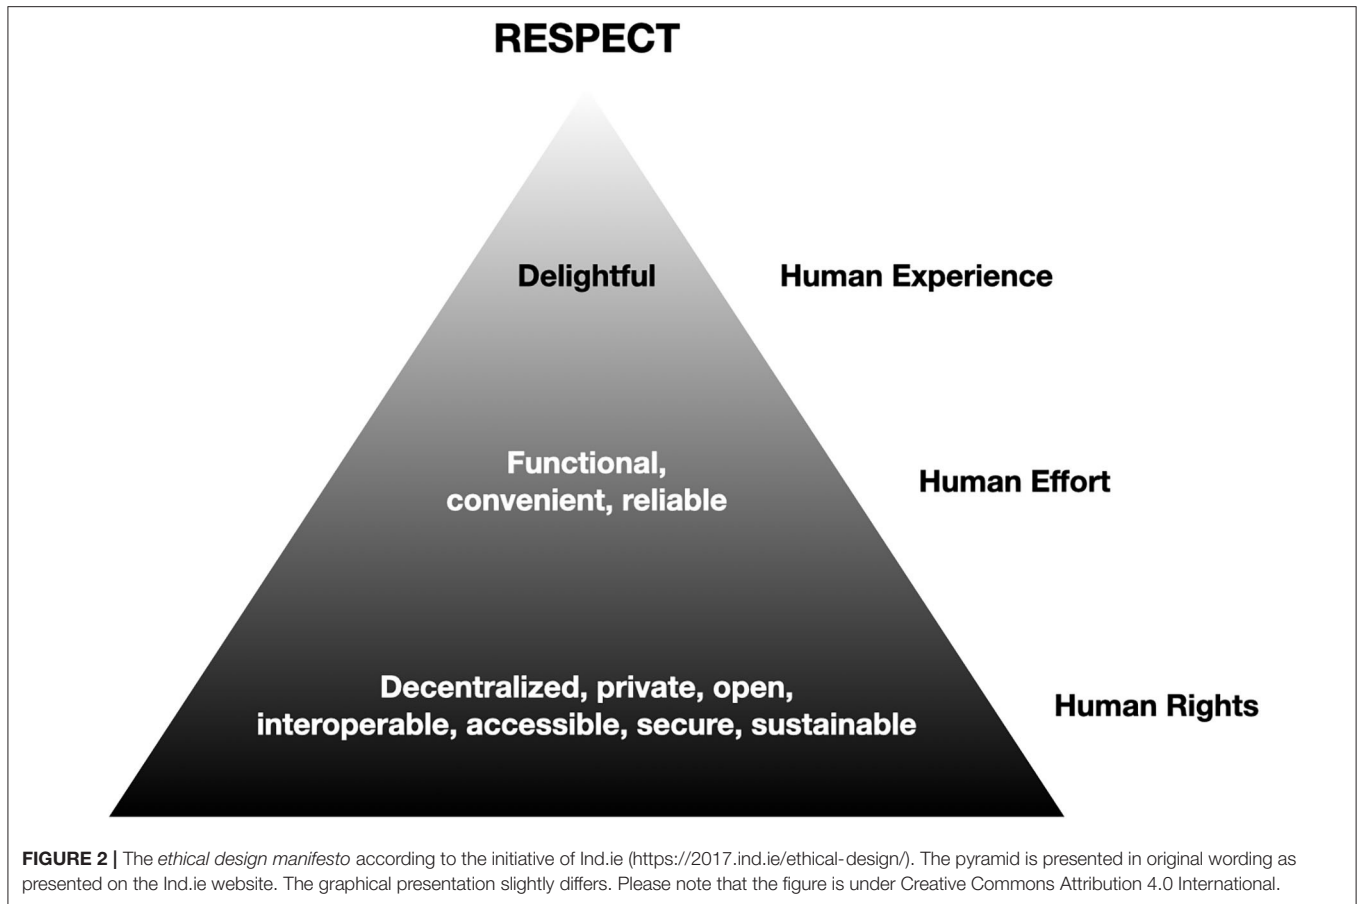 RESPECT
Delightful
Human Experience
Functional,
convenient, reliable
Human Effort
Decentralized, private, open,
interoperable, accessible, secure, sustainable
Human Rights
FIGURE 2 | The ethical design manifesto according to the initiative of Ind.ie (https://2017.ind.ie/ethical-design/). The pyramid is presented in original wording as
presented on the Ind.ie website. The graphical presentation slightly differs. Please note that the figure is under Creative Commons Attribution 4.0 International.